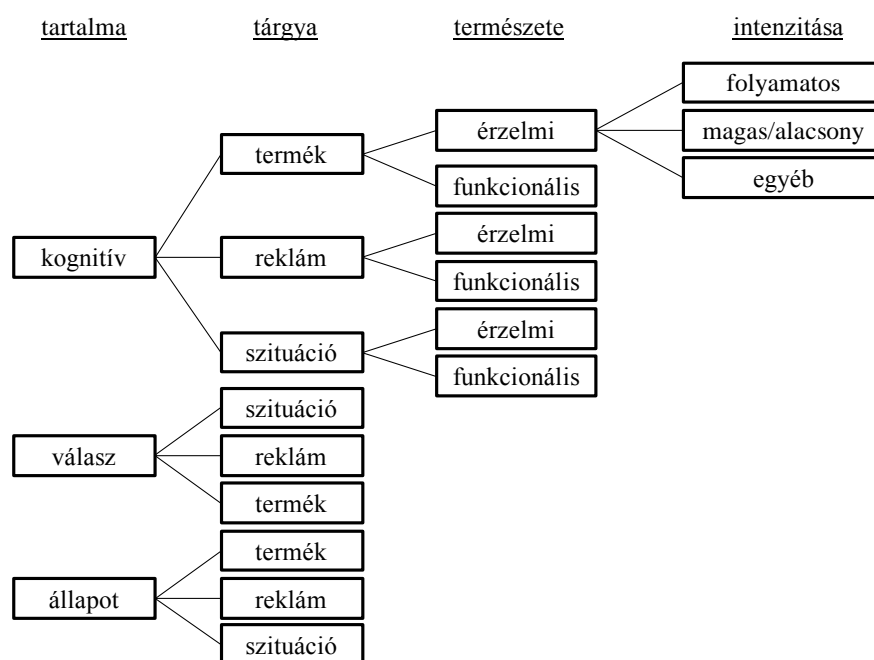 tartalma tárgya természete intenzitása
folyamatos
érzelmi magas/alacsony
termék
funkcionális egyéb
érzelmi
kognitív reklám
funkcionális
érzelmi
szituáció
funkcionális
szituáció
válasz reklám
termék
termék
állapot reklám
szituáció